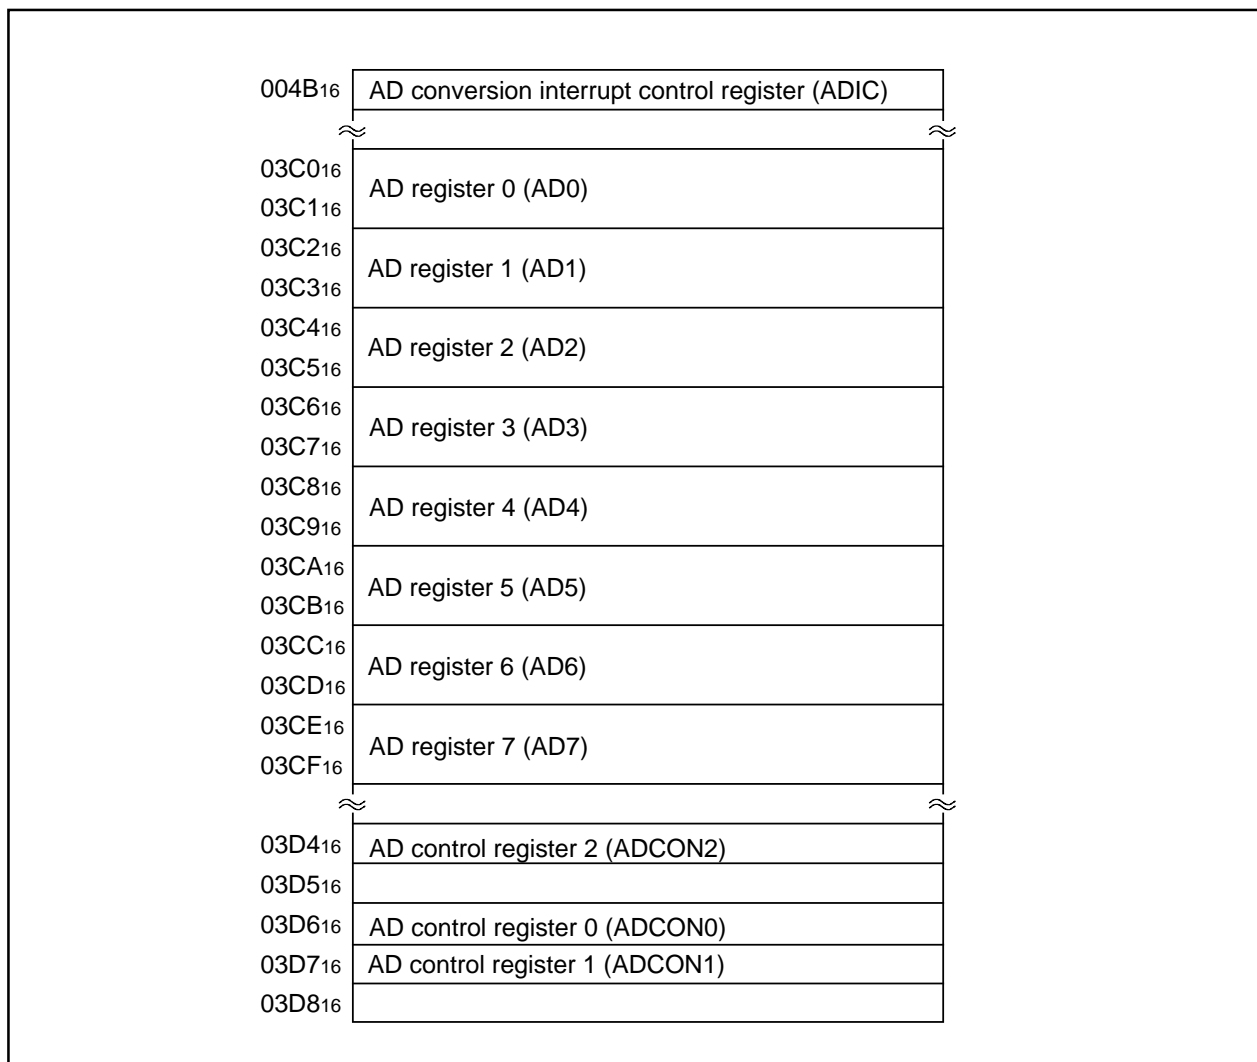 004B16 AD conversion interrupt control register (ADIC)
03C016
AD register 0 (AD0)
03C116
03C216
AD register 1 (AD1)
03C316
03C416
AD register 2 (AD2)
03C516
03C616
AD register 3 (AD3)
03C716
03C816
AD register 4 (AD4)
03C916
03CA16
AD register 5 (AD5)
03CB16
03CC16
AD register 6 (AD6)
03CD16
03CE16
AD register 7 (AD7)
03CF16
03D416 AD control register 2 (ADCON2)
03D516
03D616 AD control register 0 (ADCON0)
03D716 AD control register 1 (ADCON1)
03D816